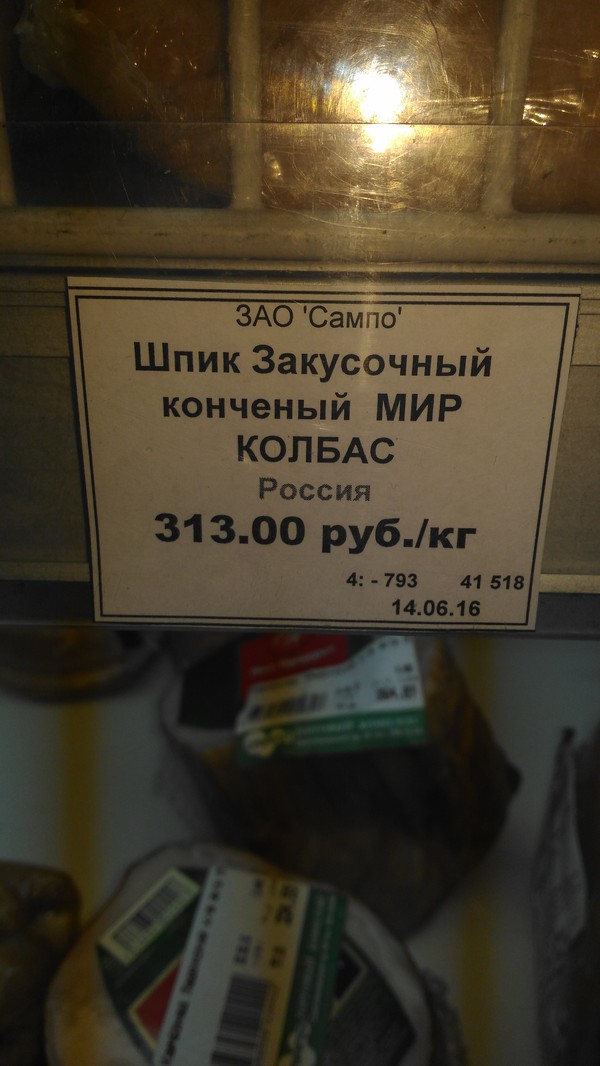 ЗАО 'Сампо'
Шпик Закусочный
конченый МИР
КОЛБАС
Россия
313.00 руб./кг
4: - 793 41 518
14.06.16